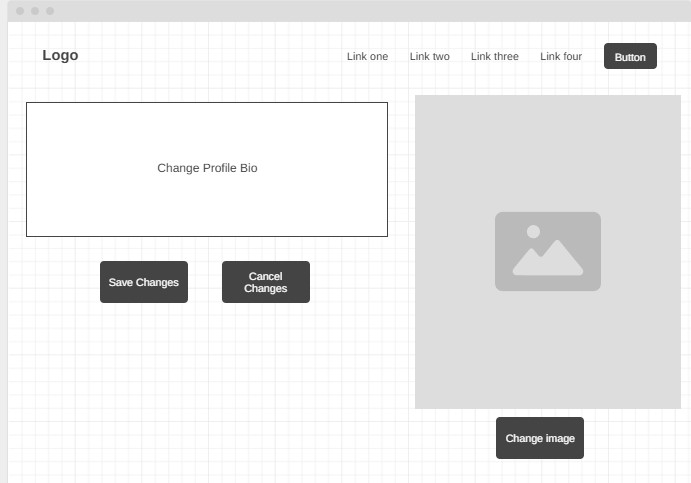 Logo
Link one
Link two
Link three
Link four
Button
Change Profile Bio
Save Changes
Cancel
Changes
Change image